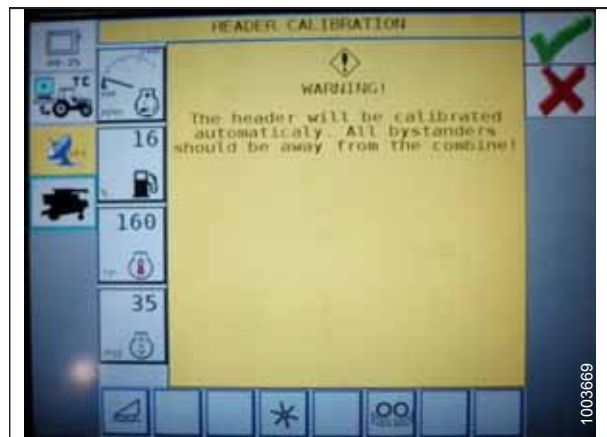 HEADER CALIBRATION
WARNING!
The header will be calibrated
automaticaly. All bystanders
should be away from the combine!
TC
16
160
35
1003669